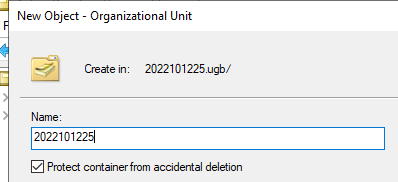 New Object - Organizational Unit
Create in: 2022101225.ugb/
Name:
2022101225
Protect container from accidental deletion